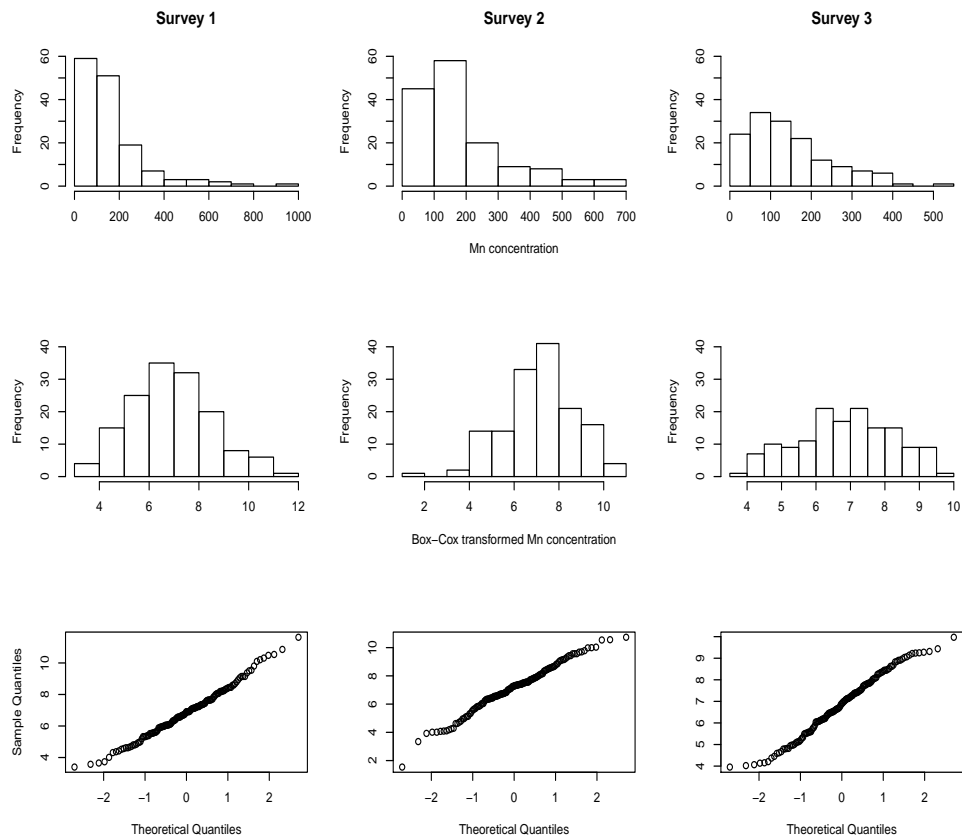 Survey 1
Survey 2
Survey 3
Frequency
0 20 40 60
0 200 400 600 800 1000
Frequency
0 20 40 60
0 100 200 300 400 500 600 700
Frequency
0 20 40 60
0 100 200 300 400 500
Mn concentration
Frequency
0 10 20 30 40
4 6 8 10 12
Frequency
0 10 20 30 40
2 4 6 8 10
Frequency
0 10 20 30 40
4 5 6 7 8 9 10
Box−Cox transformed Mn concentration
Sample Quantiles
4 6 8 10
−2 −1 0 1 2
2 4 6 8 10
−2 −1 0 1 2
4 5 6 7 8 9
−2 −1 0 1 2
Theoretical Quantiles
Theoretical Quantiles
Theoretical Quantiles